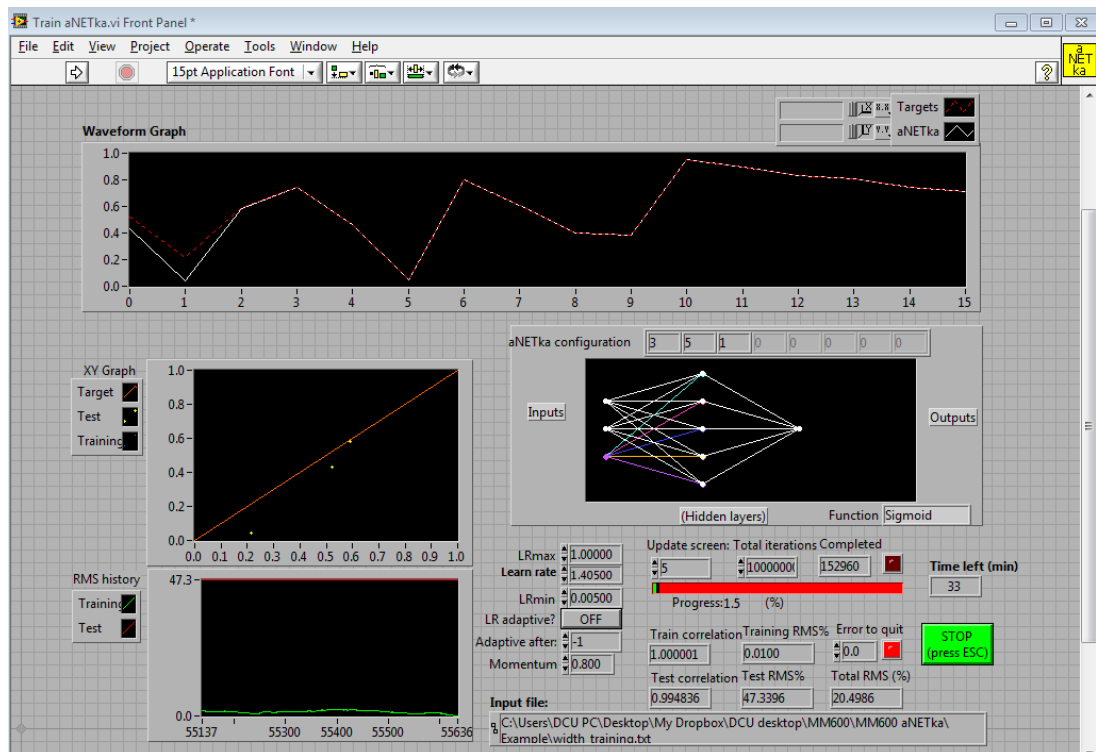 Train aNETka.vi Front Panel *
File Edit View Project Operate Tools Window Help
15pt Application Font
?
a
NET
ka
Targets
aNETka
Waveform Graph
1.0
0.8
0.6
0.4
0.2
0.0
0 1 2 3 4 5 6 7 8 9 10 11 12 13 14 15
aNETka configuration 3 5 1 0 0 0 0 0
Inputs
Outputs
(Hidden layers)
Function Sigmoid
XY Graph
Target
Test
Training
1.0
0.8
0.6
0.4
0.2
0.0
0.0 0.1 0.2 0.3 0.4 0.5 0.6 0.7 0.8 0.9 1.0
RMS history
Training
Test
47.3
0.0
55137 55300 55400 55500 55636
LRmax 1.00000
Learn rate 1.40500
LRmin 0.00500
LR adaptive? OFF
Adaptive after: -1
Momentum 0.800
Update screen: Total iterations Completed
5 1000000 152960
Progress: 1.5 (%)
Time left (min)
33
Train correlation Training RMS% Error to quit
1.000001 0.0100 0.0
STOP
(press ESC)
Test correlation Test RMS% Total RMS (%)
0.994836 47.3396 20.4986
Input file:
C:\Users\DCU PC\Desktop\My Dropbox\DCU desktop\MM600\MM600 aNETka\
Example\width_training.txt